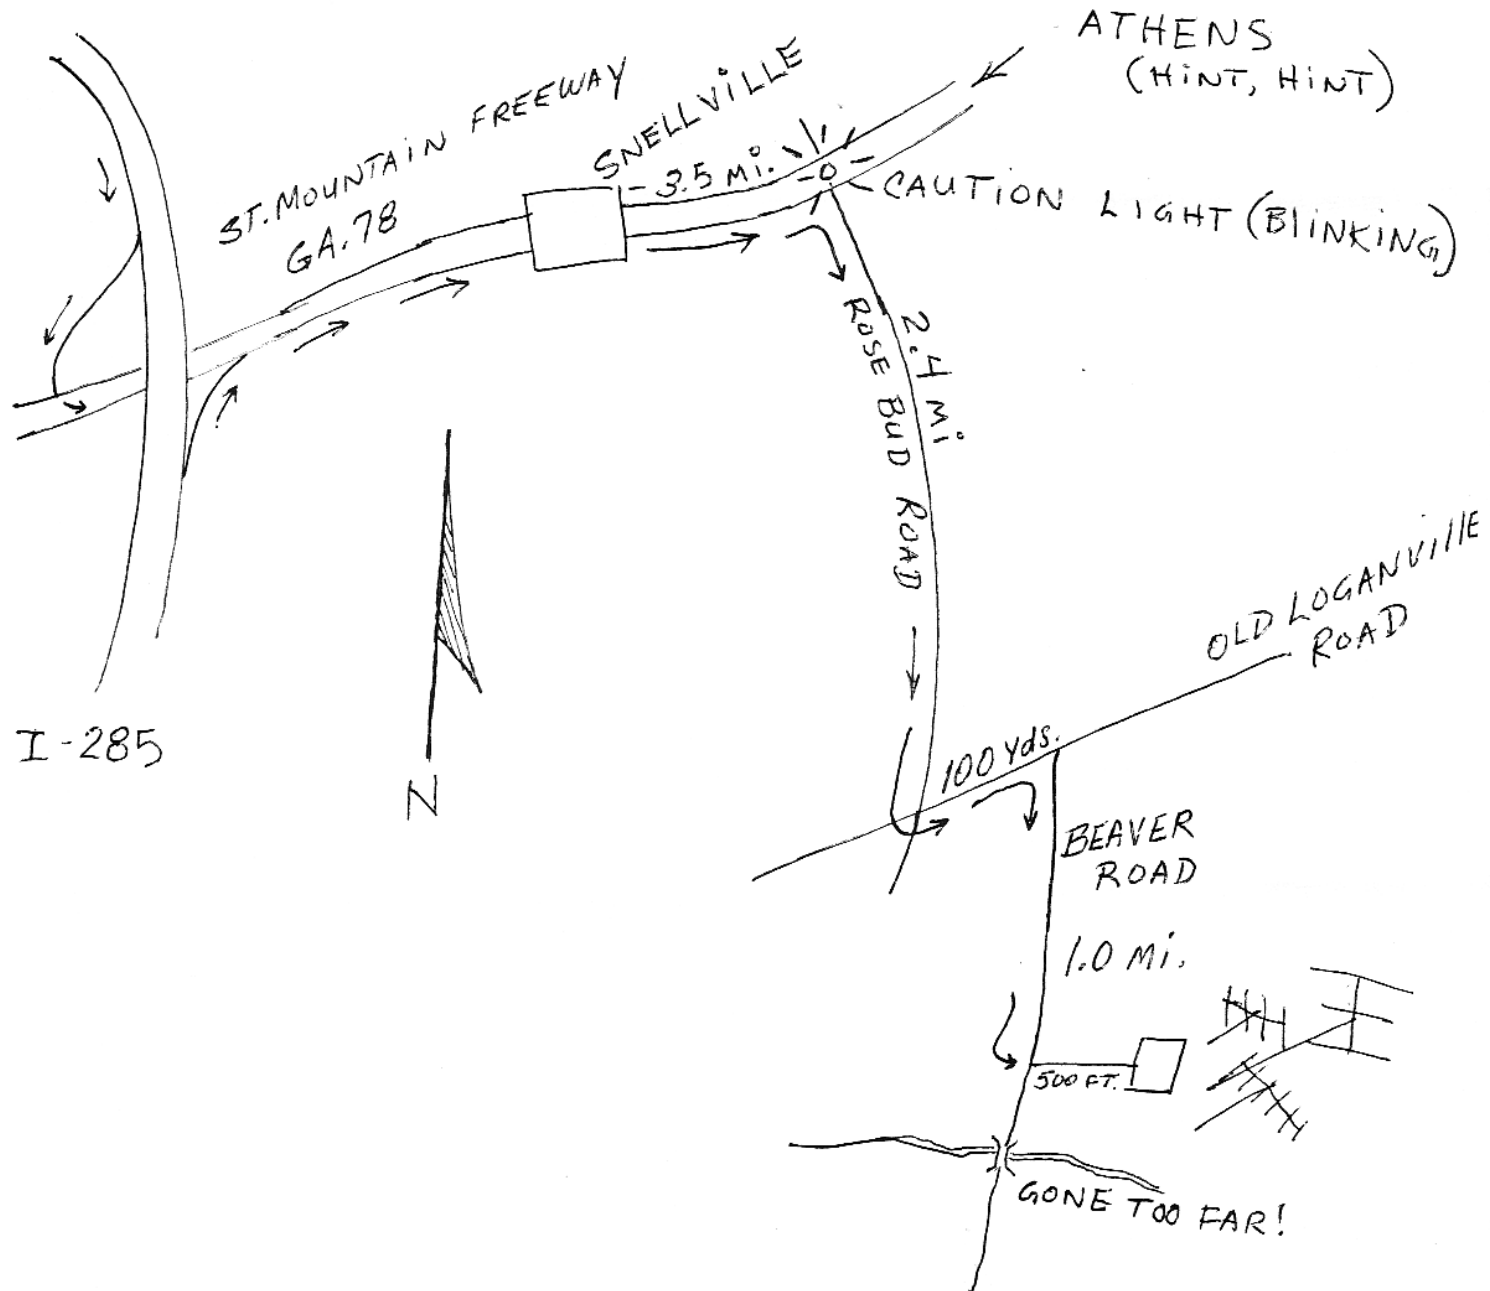 ATHENS
(HiNT, HiNT)
ST. MOUNTAiN FREEWAY
GA. 78
SNELLViLLE
3.5 Mi.
CAUTiON LIGHT (BliNKiNG)
ROSE BUD ROAD
2.4 Mi
OLD LOGANVillE
ROAD
I-285
N
100 Yds.
BEAVER
ROAD
1.0 Mi.
500 FT.
GONE TOO FAR!